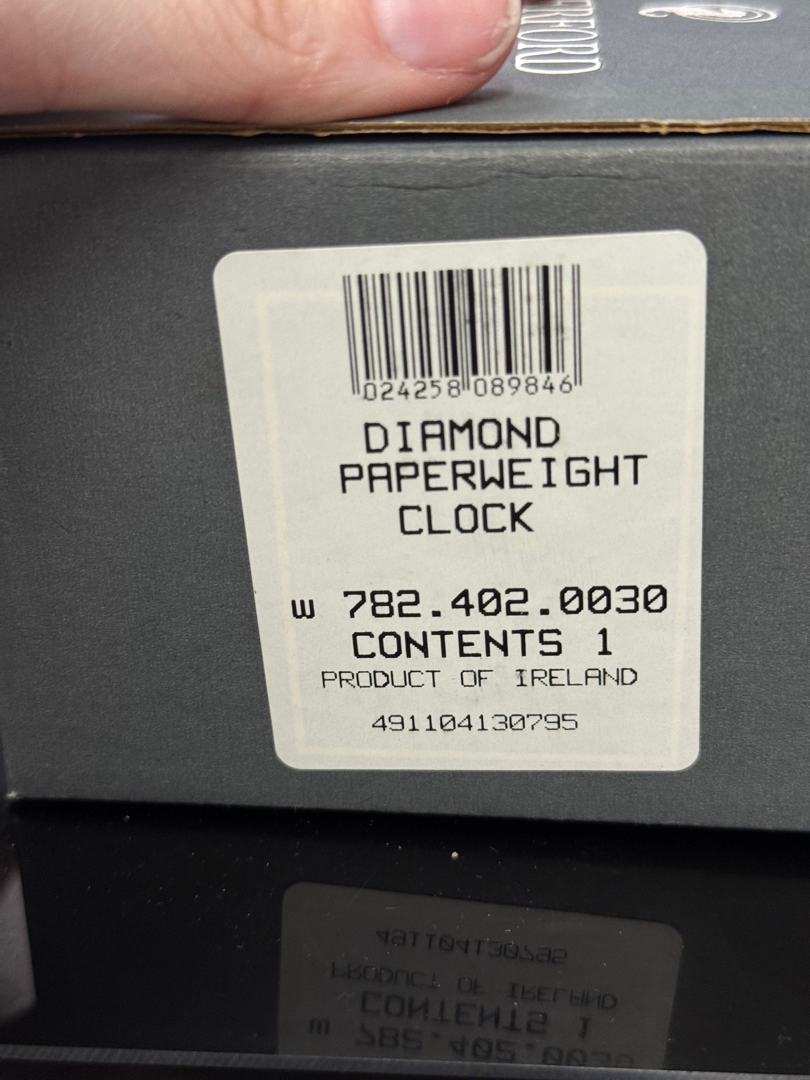 024258 089846
DIAMOND
PAPERWEIGHT
CLOCK
w 782.402.0030
CONTENTS 1
PRODUCT OF IRELAND
491104130795